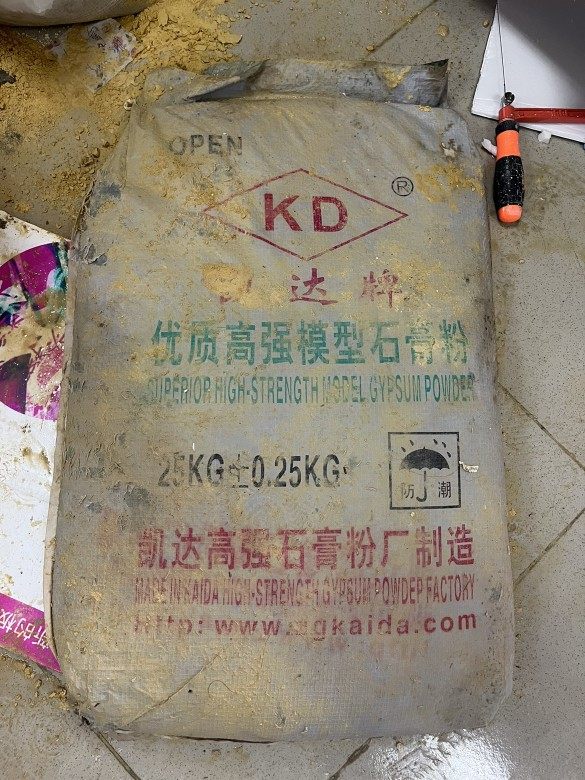 OPEN
KD®
达牌
优质高强模型石膏粉
SUPERIOR HIGH-STRENGTH MODEL GYPSUM POWDER
25KG±0.25KG
防潮
凯达高强石膏粉厂制造
MADE IN KAIDA HIGH-STRENGTH GYPSUM POWDEP FACTORY
Http: www.